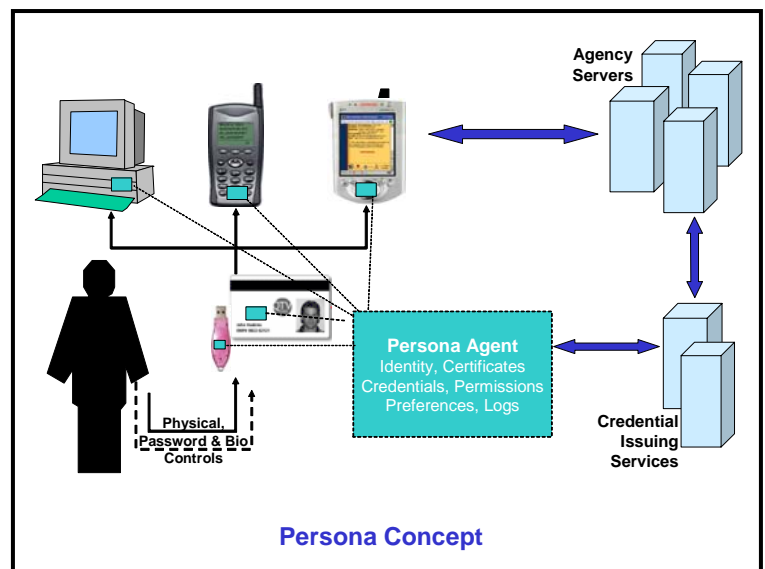 Agency
Servers
Persona Agent
Identity, Certificates
Credentials, Permissions
Preferences, Logs
Physical,
Password & Bio
Controls
Credential
Issuing
Services
Persona Concept